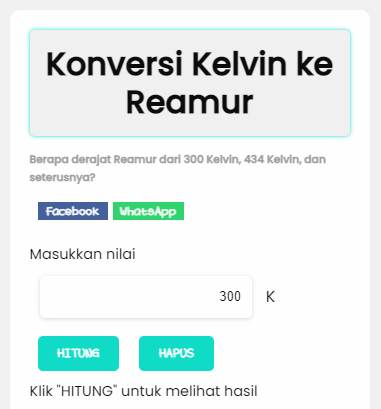 Konversi Kelvin ke
Reamur
Berapa derajat Reamur dari 300 Kelvin, 434 Kelvin, dan
seterusnya?
Facebook WhatsApp
Masukkan nilai
300 K
HITUNG HAPUS
Klik "HITUNG" untuk melihat hasil